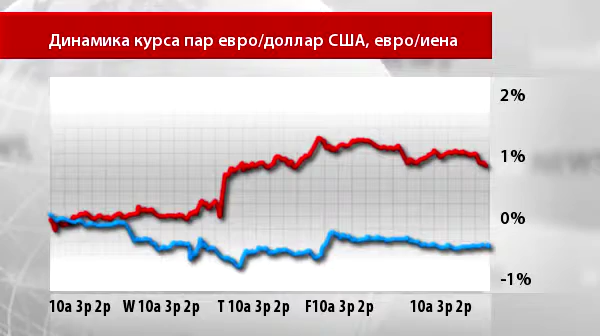 Динамика курса пар евро/доллар США, евро/иена
2%
1%
0%
-1%
10a 3p 2p W 10a 3p 2p T 10a 3p 2p F10a 3p 2p 10a 3p 2p